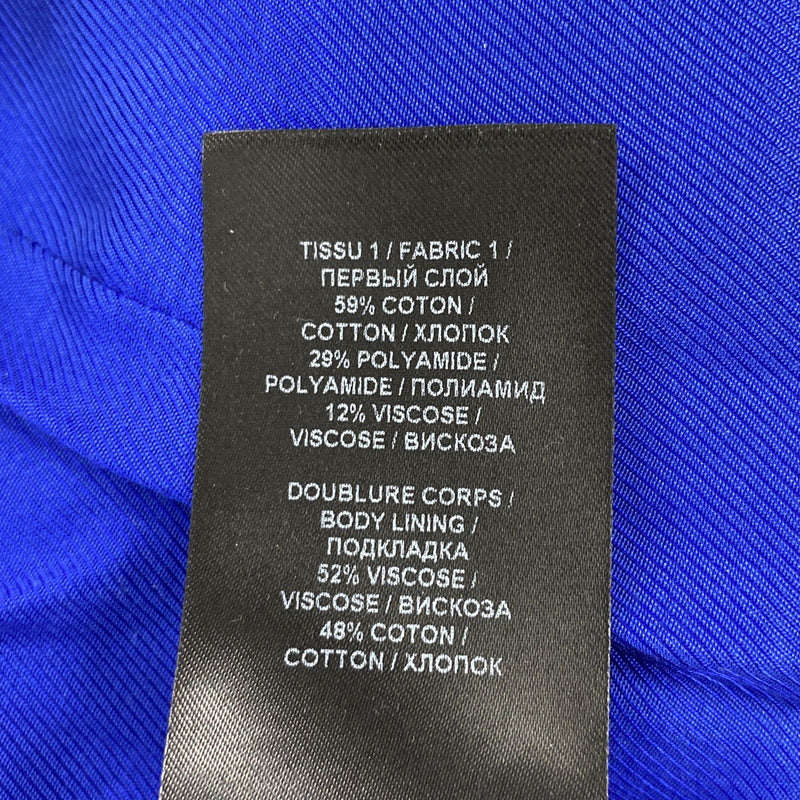 TISSU 1 / FABRIC 1 /
ПЕРВЫЙ СЛОЙ
59% COTON /
COTTON / ХЛОПОК
29% POLYAMIDE /
POLYAMIDE / ПОЛИАМИД
12% VISCOSE /
VISCOSE / ВИСКОЗА
DOUBLURE CORPS /
BODY LINING /
ПОДКЛАДКА
52% VISCOSE /
VISCOSE / ВИСКОЗА
48% COTON /
COTTON / ХЛОПОК